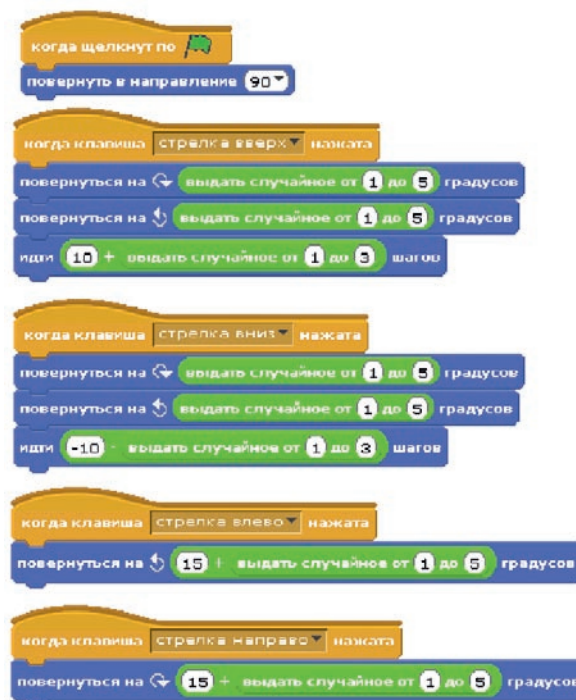 когда щелкнут по
повернуть в направление 90
когда клавиша стрелка вверх нажата
повернуться на выдать случайное от 1 до 5 градусов
повернуться на выдать случайное от 1 до 5 градусов
идти 10 + выдать случайное от 1 до 3 шагов
когда клавиша стрелка вниз нажата
повернуться на выдать случайное от 1 до 5 градусов
повернуться на выдать случайное от 1 до 5 градусов
идти -10 - выдать случайное от 1 до 3 шагов
когда клавиша стрелка влево нажата
повернуться на 15 + выдать случайное от 1 до 5 градусов
когда клавиша стрелка направо нажата
повернуться на 15 + выдать случайное от 1 до 5 градусов